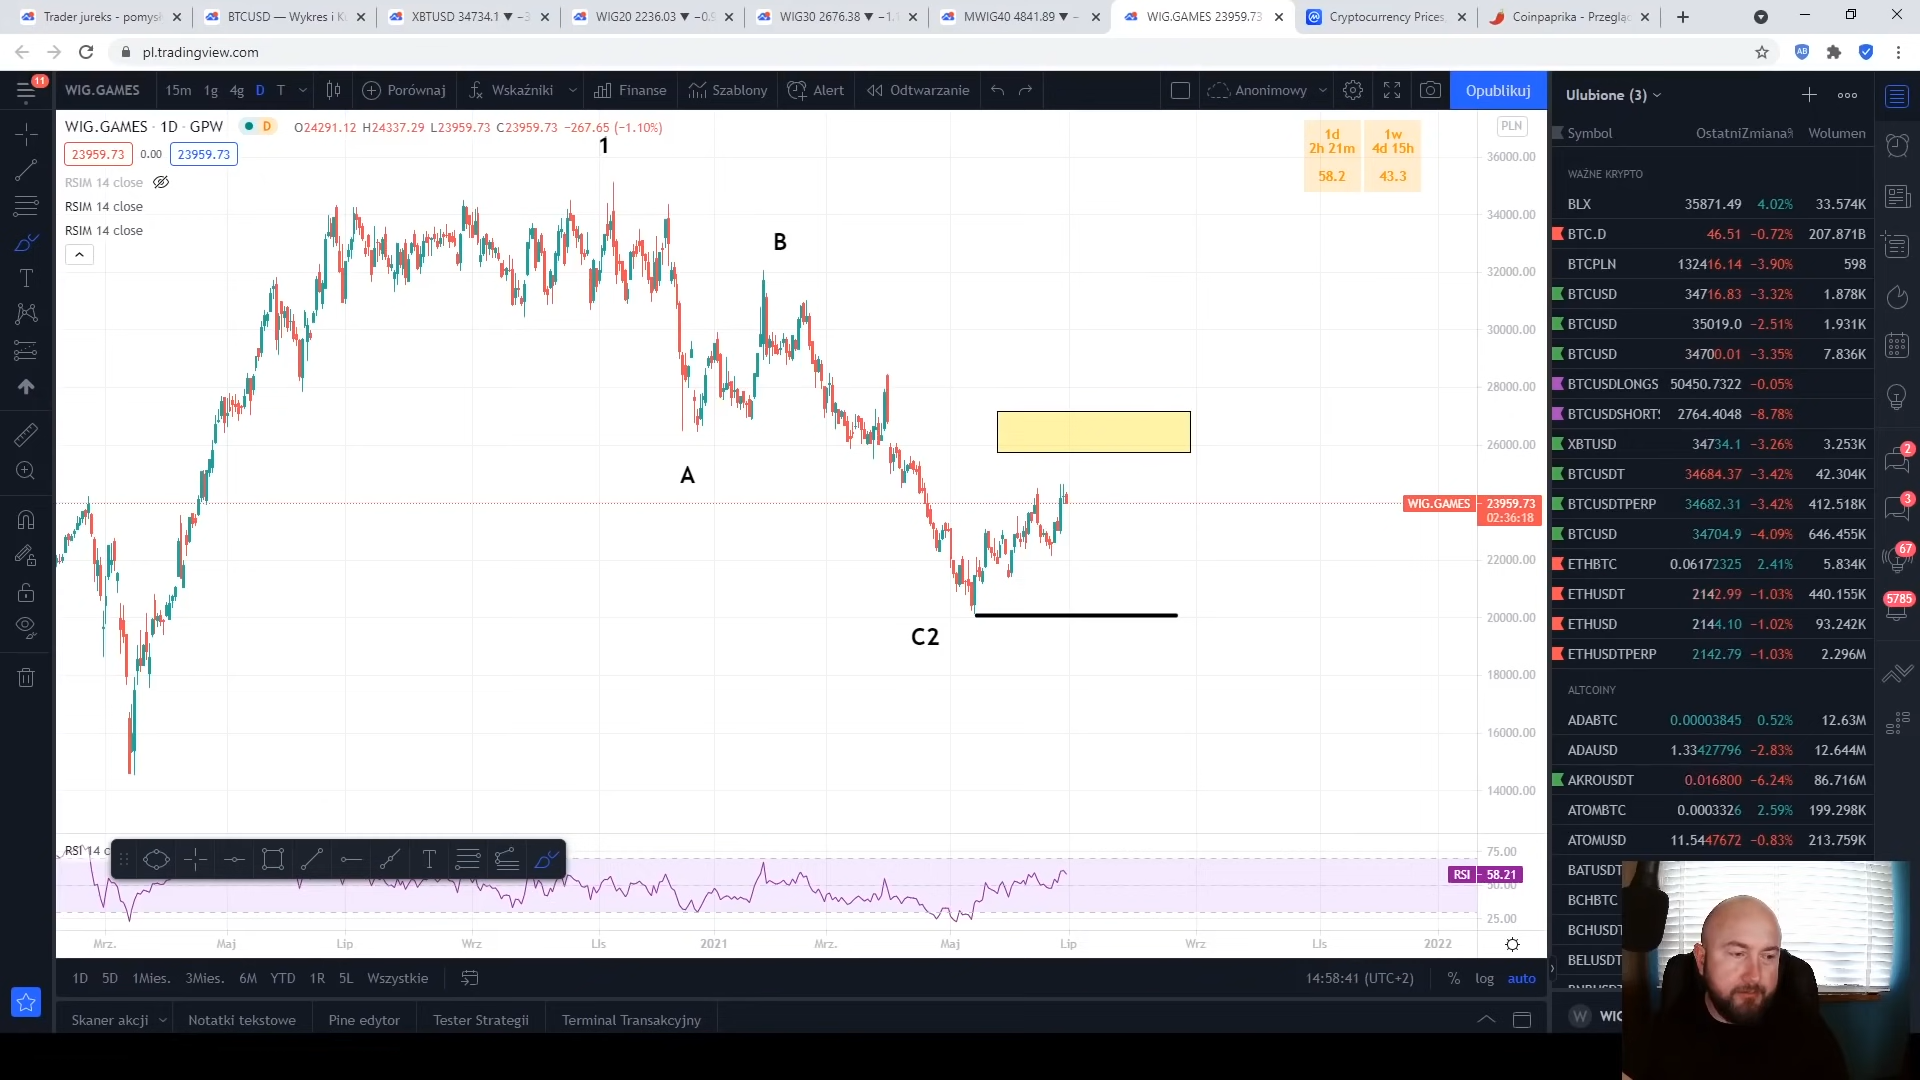 Trader jureks - pomysł
BTCUSD — Wykres i K
XBTUSD 34734.1 ▼ −3
WIG20 2236.03 ▼ −0.9
WIG30 2676.38 ▼ −1.
MWIG40 4841.89 ▼ −
WIG.GAMES 23959.73
Cryptocurrency Prices,
Coinpaprika - Przegląd
pl.tradingview.com
11
WIG.GAMES 15m 1g 4g D T Porównaj Wskaźniki Finanse Szablony Alert Odtwarzanie Anonimowy Opublikuj
WIG.GAMES · 1D · GPW D O24291.12 H24337.29 L23959.73 C23959.73 −267.65 (−1.10%)
23959.73 0.00 23959.73
RSIM 14 close
RSIM 14 close
RSIM 14 close
1d 2h 21m 58.2
1w 4d 15h 43.3
PLN
36000.00
34000.00
32000.00
30000.00
28000.00
26000.00
22000.00
20000.00
18000.00
16000.00
14000.00
1
B
A
C2
WIG.GAMES 23959.73
02:36:18
RSI 14 c
75.00
RSI 58.21
50.00
25.00
Mrz. Maj Lip Wrz LIs 2021 Mrz. Maj Lip Wrz LIs 2022
1D 5D 1Mies. 3Mies. 6M YTD 1R 5L Wszystkie 14:58:41 (UTC+2) % log auto
Skaner akcji Notatki tekstowe Pine edytor Tester Strategii Terminal Transakcyjny
Ulubione (3)
Symbol Ostatni Zmiana% Wolumen
WAŻNE KRYPTO
BLX 35871.49 4.02% 33.574K
BTC.D 46.51 −0.72% 207.871B
BTCPLN 132416.14 −3.90% 598
BTCUSD 34716.83 −3.32% 1.878K
BTCUSD 35019.0 −2.51% 1.931K
BTCUSD 34700.01 −3.35% 7.836K
BTCUSDLONGS 50450.7322 −0.05%
BTCUSDSHORTS 2764.4048 −8.78%
XBTUSD 34734.1 −3.26% 3.253K
BTCUSDT 34684.37 −3.42% 42.304K
BTCUSDTPERP 34682.31 −3.42% 412.518K
BTCUSD 34704.9 −4.09% 646.455K
ETHBTC 0.06172325 2.41% 5.834K
ETHUSDT 2142.99 −1.03% 440.155K
ETHUSD 2144.10 −1.02% 93.242K
ETHUSDTPERP 2142.79 −1.03% 2.296M
ALTCOINY
ADABTC 0.00003845 0.52% 12.63M
ADAUSD 1.33427796 −2.83% 12.644M
AKROUSDT 0.016800 −6.24% 86.716M
ATOMBTC 0.0003326 2.59% 199.298K
ATOMUSD 11.5447672 −0.83% 213.759K
BATUSDT
BCHBTC
BCHUSDT
BELUSDT
W WIG
2
3
67
5785